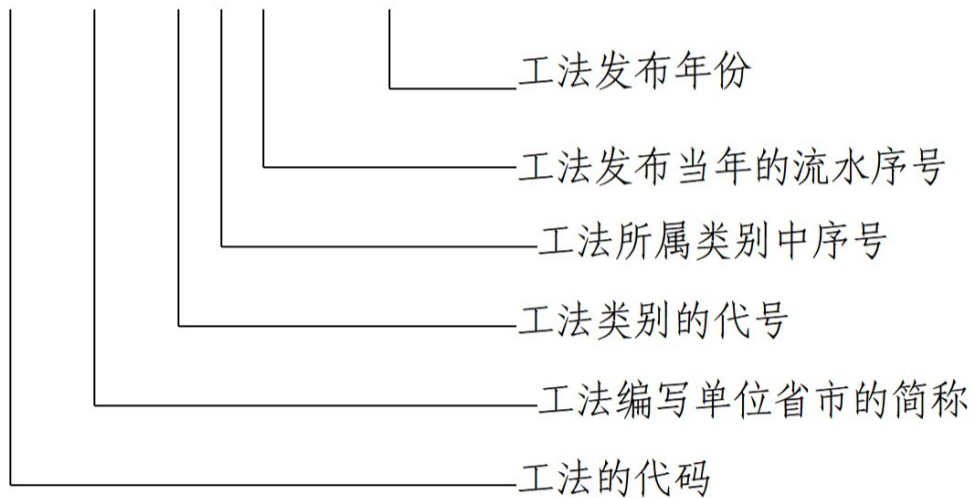 工法发布年份
工法发布当年的流水序号
工法所属类别中序号
工法类别的代号
工法编写单位省市的简称
工法的代码